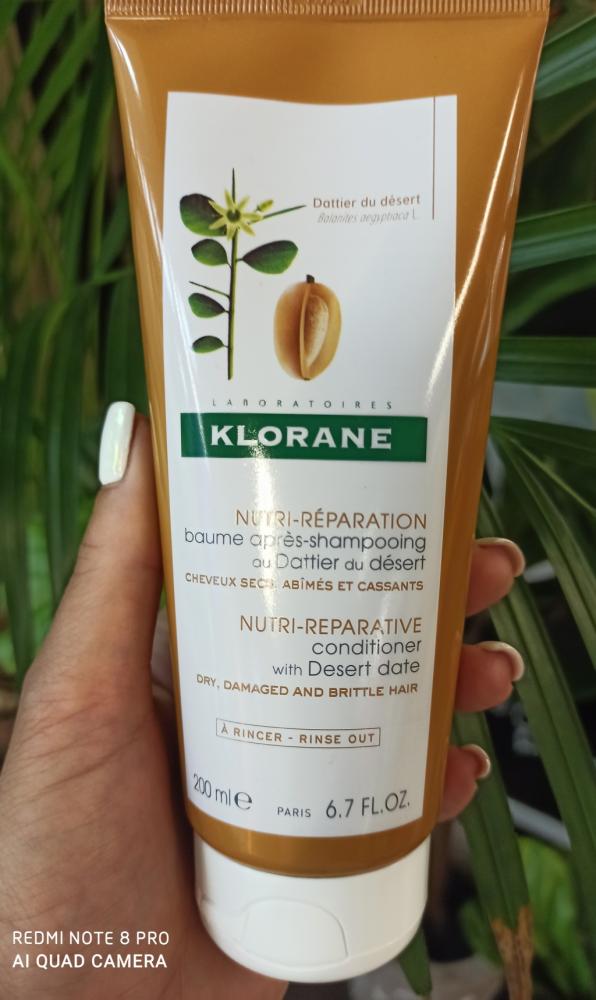 Dattier du désert
Balanites aegyptiaca L.
LABORATOIRES
KLORANE
NUTRI-RÉPARATION
baume après-shampooing
au Dattier du désert
CHEVEUX SECS, ABÎMÉS ET CASSANTS
NUTRI-REPARATIVE
conditioner
with Desert date
DRY, DAMAGED AND BRITTLE HAIR
À RINCER - RINSE OUT
200 ml ℮ PARIS 6.7 FL.OZ.
REDMI NOTE 8 PRO
AI QUAD CAMERA